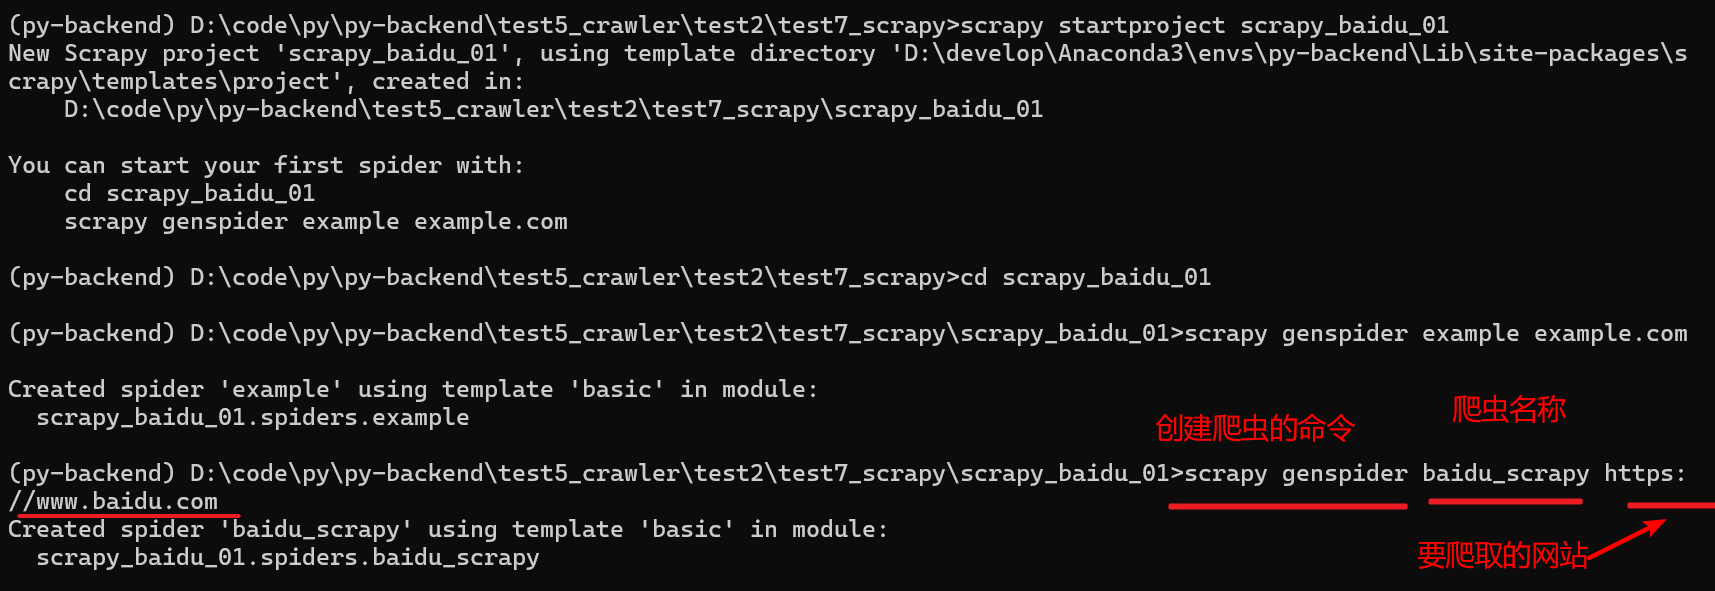 (py-backend) D:\code\py\py-backend\test5_crawler\test2\test7_scrapy>scrapy startproject scrapy_baidu_01
New Scrapy project 'scrapy_baidu_01', using template directory 'D:\develop\Anaconda3\envs\py-backend\Lib\site-packages\s
crapy\templates\project', created in:
    D:\code\py\py-backend\test5_crawler\test2\test7_scrapy\scrapy_baidu_01
You can start your first spider with:
    cd scrapy_baidu_01
    scrapy genspider example example.com
(py-backend) D:\code\py\py-backend\test5_crawler\test2\test7_scrapy>cd scrapy_baidu_01
(py-backend) D:\code\py\py-backend\test5_crawler\test2\test7_scrapy\scrapy_baidu_01>scrapy genspider example example.com
Created spider 'example' using template 'basic' in module:
  scrapy_baidu_01.spiders.example
爬虫名称
创建爬虫的命令
(py-backend) D:\code\py\py-backend\test5_crawler\test2\test7_scrapy\scrapy_baidu_01>scrapy genspider baidu_scrapy https:
//www.baidu.com
Created spider 'baidu_scrapy' using template 'basic' in module:
  scrapy_baidu_01.spiders.baidu_scrapy
要爬取的网站